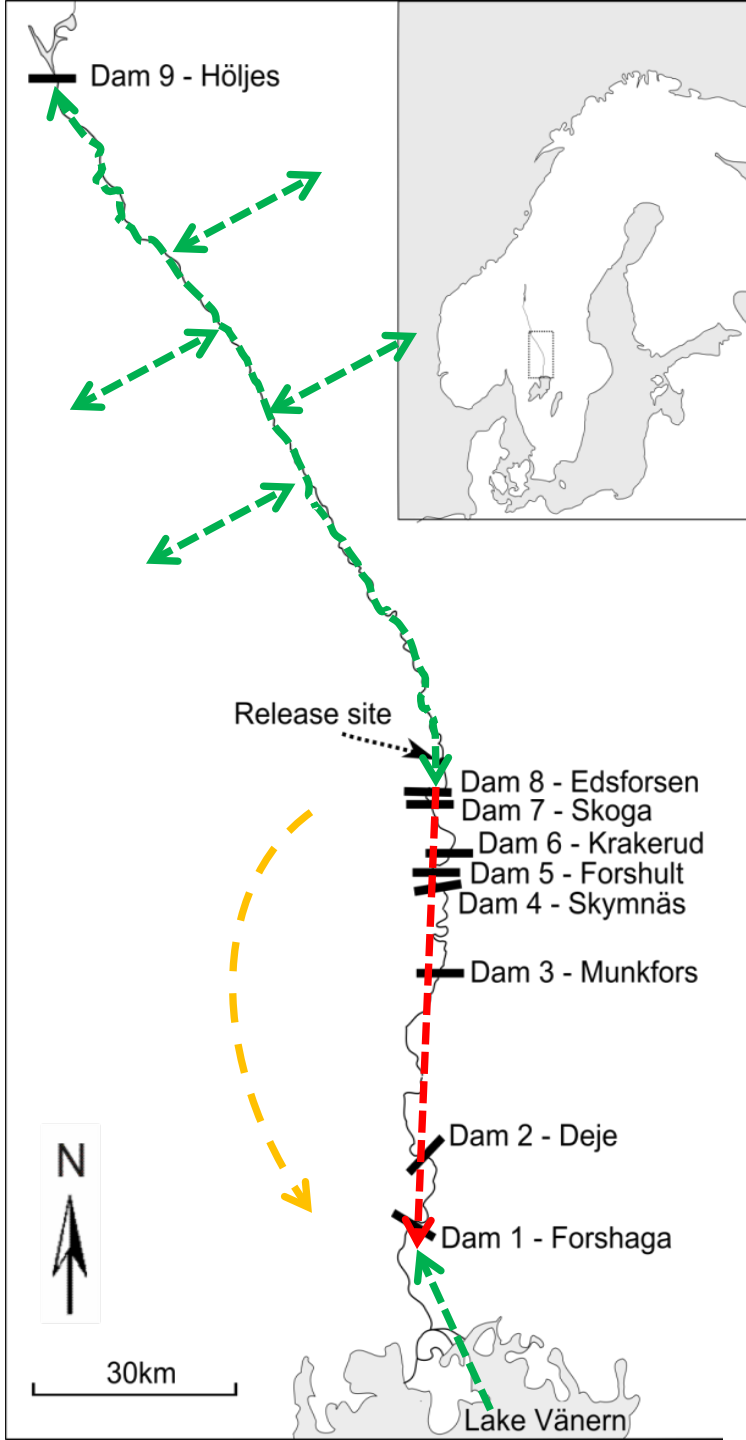 Dam 9 - Höljes
Release site
Dam 8 - Edsforsen
Dam 7 - Skoga
Dam 6 - Krakerud
Dam 5 - Forshult
Dam 4 - Skymnäs
Dam 3 - Munkfors
Dam 2 - Deje
N
Dam 1 - Forshaga
30km
Lake Vänern